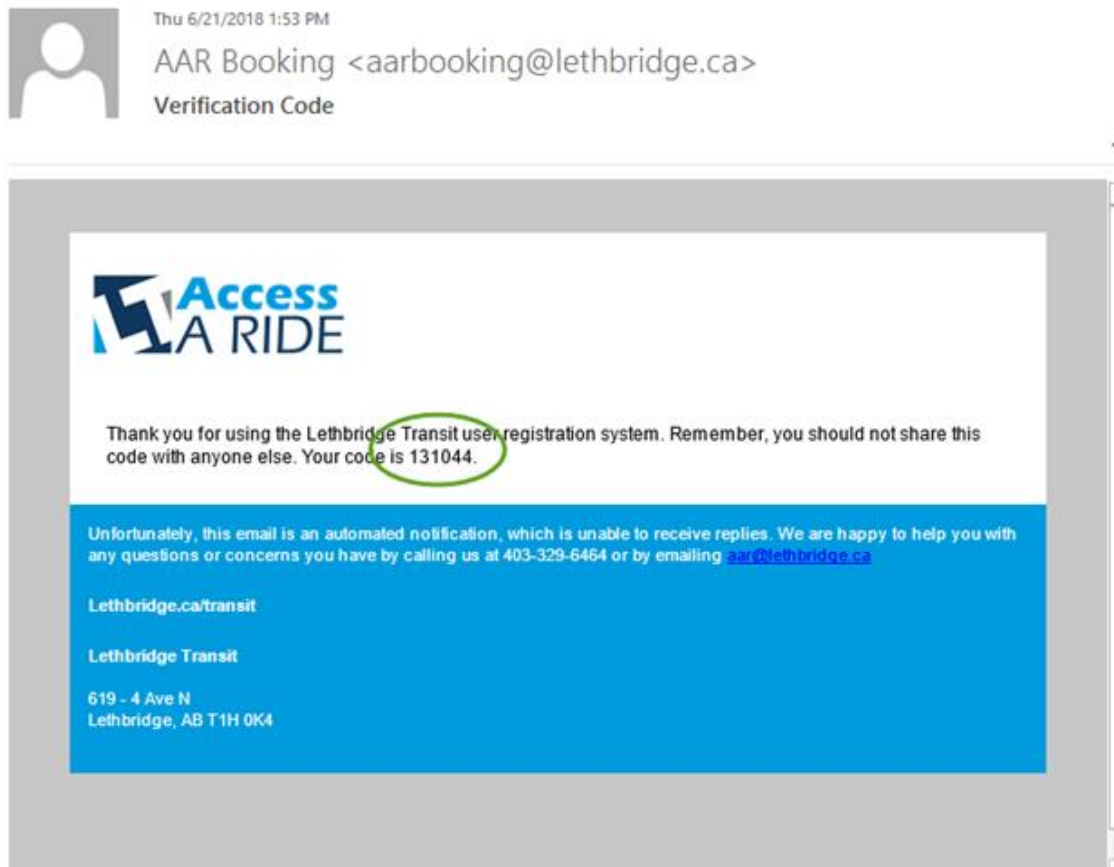 Thu 6/21/2018 1:53 PM
AAR Booking <aarbooking@lethbridge.ca>
Verification Code
Access
A RIDE
Thank you for using the Lethbridge Transit user registration system. Remember, you should not share this
code with anyone else. Your code is 131044.
Unfortunately, this email is an automated notification, which is unable to receive replies. We are happy to help you with
any questions or concerns you have by calling us at 403-329-6464 or by emailing aar@lethbridge.ca
Lethbridge.ca/transit
Lethbridge Transit
619 - 4 Ave N
Lethbridge, AB T1H 0K4